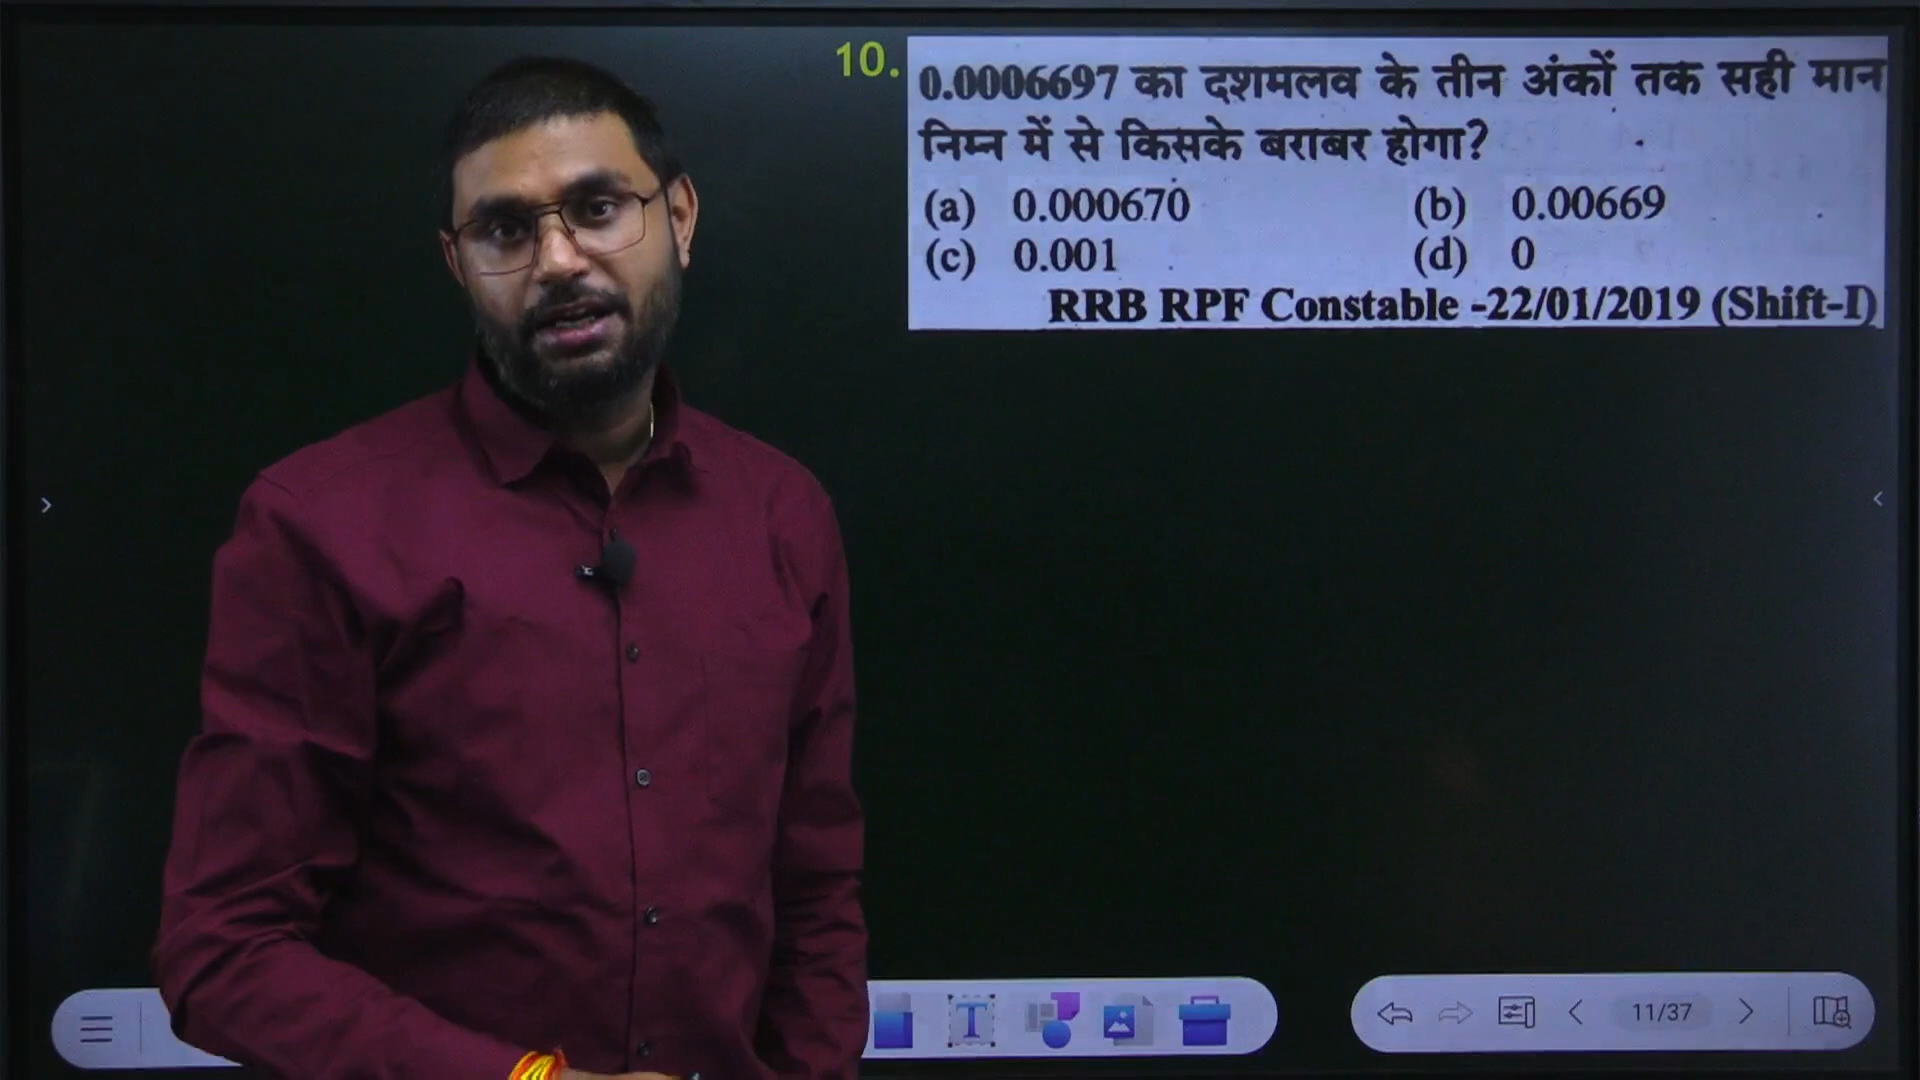 10.
0.0006697 का दशमलव के तीन अंकों तक सही मान
निम्न में से किसके बराबर होगा?
(a) 0.000670 (b) 0.00669
(c) 0.001 (d) 0
RRB RPF Constable -22/01/2019 (Shift-I)
T
11/37